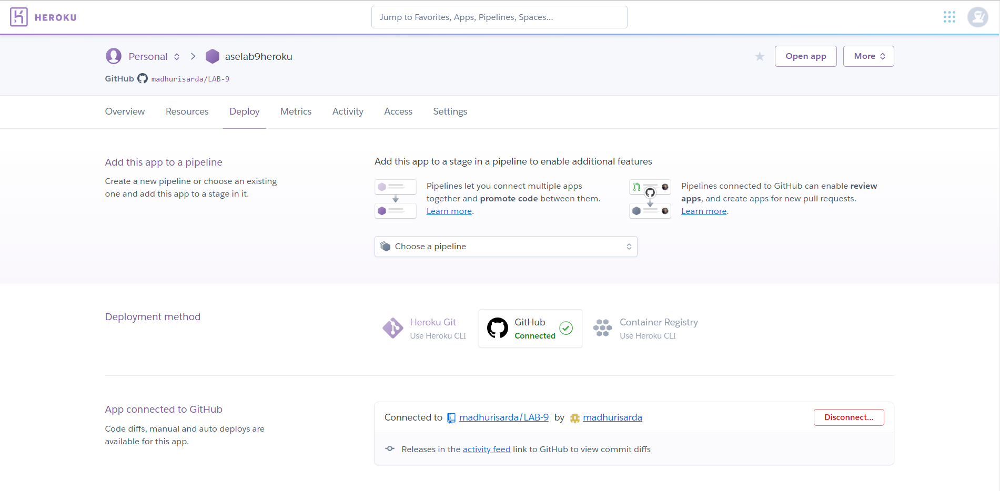 HEROKU
Jump to Favorites, Apps, Pipelines, Spaces...
Personal
aselab9heroku
Open app
More
GitHub madhurisarda/LAB-9
Overview Resources Deploy Metrics Activity Access Settings
Add this app to a pipeline
Create a new pipeline or choose an existing
one and add this app to a stage in it.
Add this app to a stage in a pipeline to enable additional features
Pipelines let you connect multiple apps
together and promote code between them.
Learn more.
Pipelines connected to GitHub can enable review
apps, and create apps for new pull requests.
Learn more.
Choose a pipeline
Deployment method
Heroku Git
Use Heroku CLI
GitHub
Connected
Container Registry
Use Heroku CLI
App connected to GitHub
Code diffs, manual and auto deploys are
available for this app.
Connected to madhurisarda/LAB-9 by madhurisarda
Disconnect...
Releases in the activity feed link to GitHub to view commit diffs